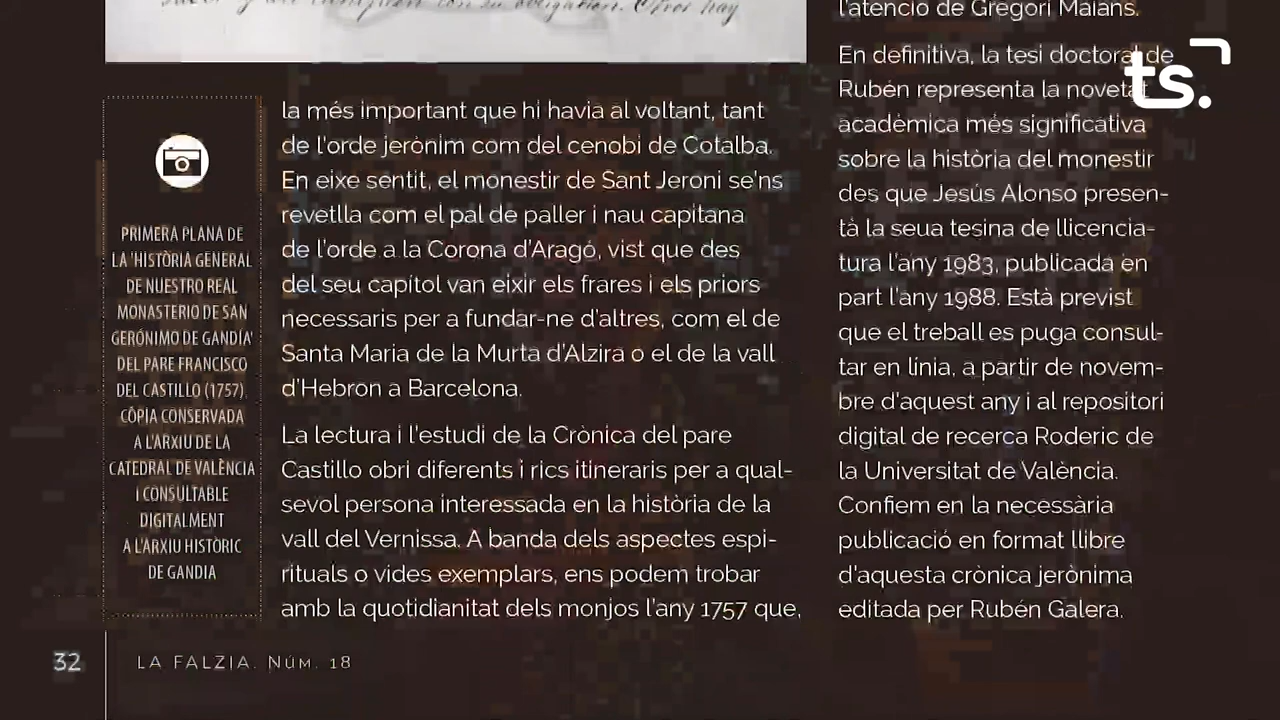 PRIMERA PLANA DE
LA 'HISTÒRIA GENERAL
DE NUESTRO REAL
MONASTERIO DE SAN
GERÓNIMO DE GANDIA'
DEL PARE FRANCISCO
DEL CASTILLO (1757).
CÒPIA CONSERVADA
A L'ARXIU DE LA
CATEDRAL DE VALÈNCIA
I CONSULTABLE
DIGITALMENT
A L'ARXIU HISTÒRIC
DE GANDIA
la més important que hi havia al voltant, tant
de l'orde jerònim com del cenobi de Cotalba.
En eixe sentit, el monestir de Sant Jeroni se'ns
revetlla com el pal de paller i nau capitana
de l'orde a la Corona d'Aragó, vist que des
del seu capítol van eixir els frares i els priors
necessaris per a fundar-ne d'altres, com el de
Santa Maria de la Murta d'Alzira o el de la vall
d'Hebron a Barcelona.
La lectura i l'estudi de la Crònica del pare
Castillo obri diferents i rics itineraris per a qual-
sevol persona interessada en la història de la
vall del Vernissa. A banda dels aspectes espi-
rituals o vides exemplars, ens podem trobar
amb la quotidianitat dels monjos l'any 1757 que,
l'atenció de Gregori Maians.
En definitiva, la tesi doctoral de
Rubén representa la novetat
acadèmica més significativa
sobre la història del monestir
des que Jesús Alonso presen-
tà la seua tesina de llicencia-
tura l'any 1983, publicada en
part l'any 1988. Està previst
que el treball es puga consul-
tar en línia, a partir de novem-
bre d'aquest any i al repositori
digital de recerca Roderic de
la Universitat de València.
Confiem en la necessària
publicació en format llibre
d'aquesta crònica jerònima
editada per Rubén Galera.
ts.
32
LA FALZIA. NÚM. 18